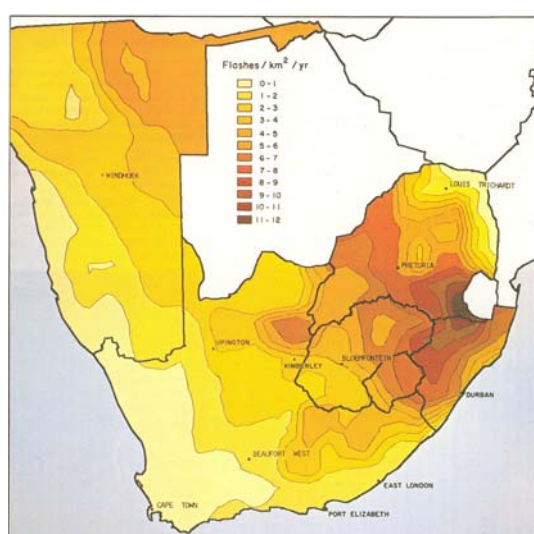 Flashes / km² / yr
0 - 1
1 - 2
2 - 3
3 - 4
4 - 5
5 - 6
6 - 7
7 - 8
8 - 9
9 - 10
10 - 11
11 - 12
WINDHOEK
LOUIS TRICHARDT
PRETORIA
UPINGTON
KIMBERLEY
BLOEMFONTEIN
DURBAN
BEAUFORT WEST
EAST LONDON
CAPE TOWN
PORT ELIZABETH